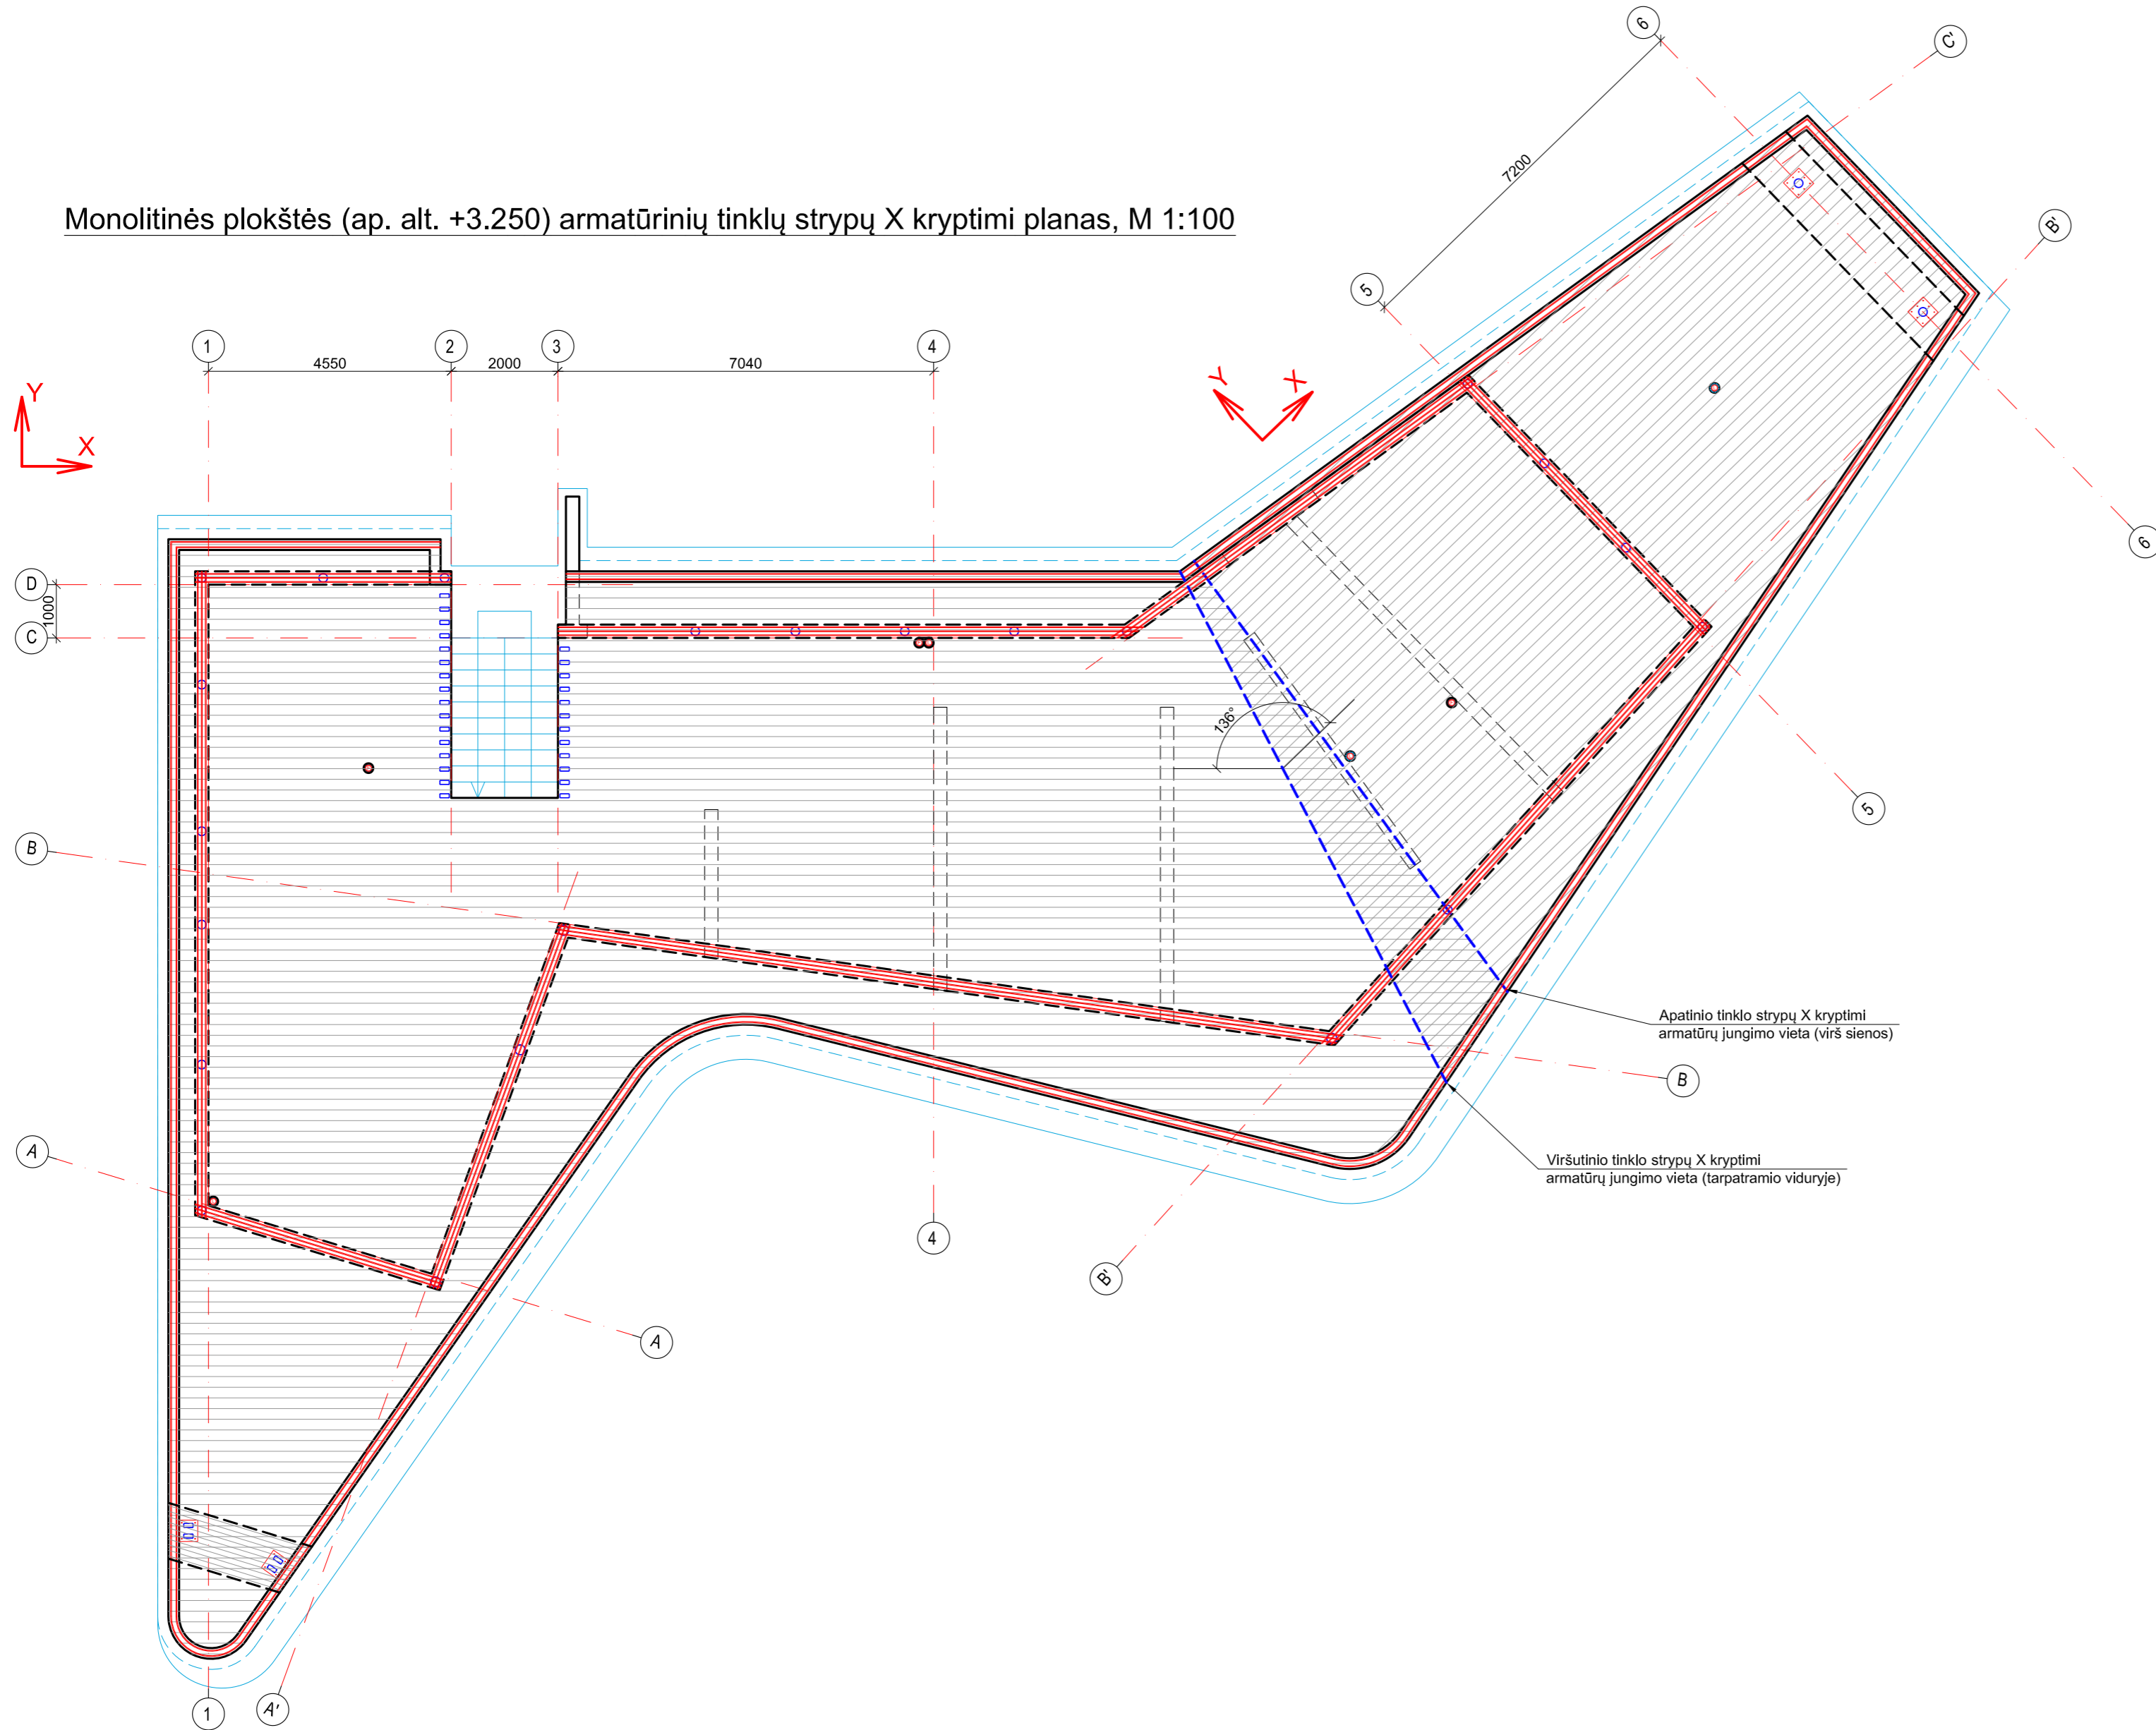 6
C'
7200
B'
Monolitinės plokštės (ap. alt. +3.250) armatūrinių tinklų strypų X kryptimi planas, M 1:100
5
1
2
3
4
4550
2000
7040
Y
X
Y
X
6
D
1000
C
136°
5
B
Apatinio tinklo strypų X kryptimi
armatūrų jungimo vieta (virš sienos)
B
A
Viršutinio tinklo strypų X kryptimi
armatūrų jungimo vieta (tarpatramio viduryje)
4
B'
A
1
A'